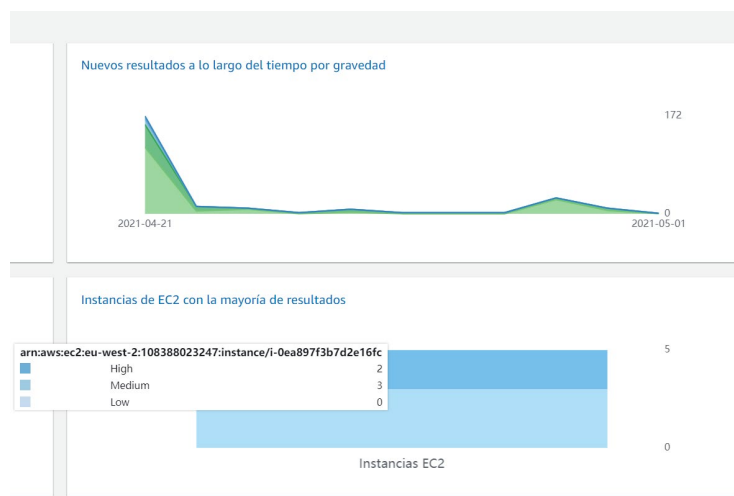 Nuevos resultados a lo largo del tiempo por gravedad
172
0
2021-04-21
2021-05-01
Instancias de EC2 con la mayoría de resultados
arn:aws:ec2:eu-west-2:108388023247:instance/i-0ea897f3b7d2e16fc
High 2
Medium 3
Low 0
5
0
Instancias EC2